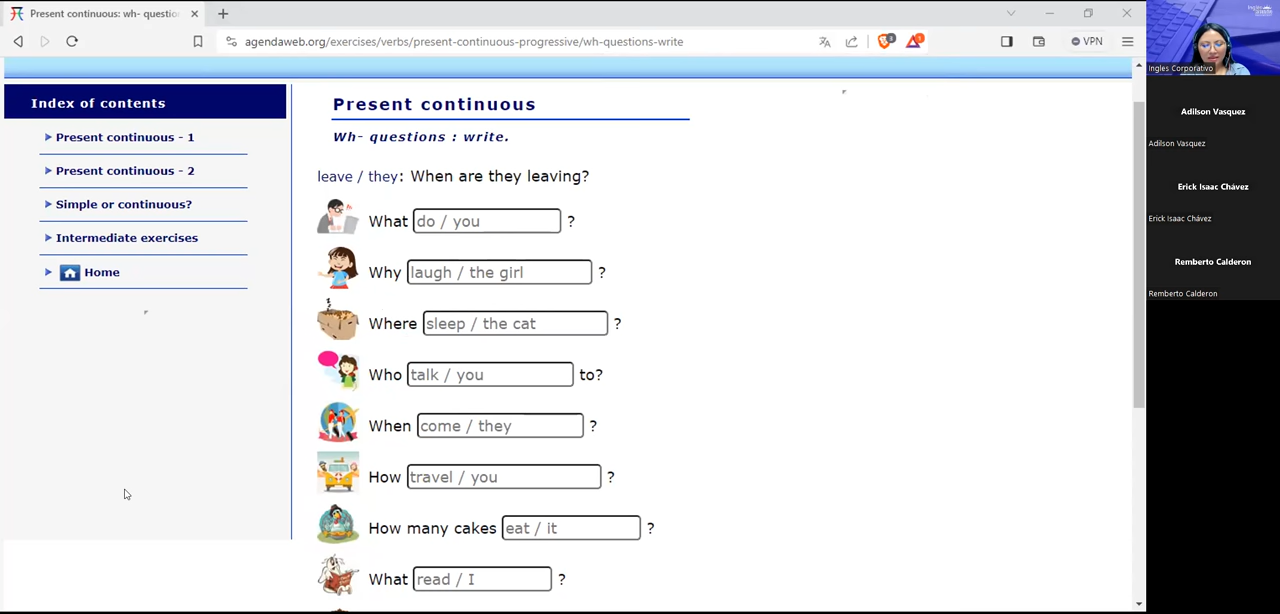 Present continuous: wh- questio
agendaweb.org/exercises/verbs/present-continuous-progressive/wh-questions-write
VPN
Index of contents
Present continuous - 1
Present continuous - 2
Simple or continuous?
Intermediate exercises
Home
Present continuous
Wh- questions : write.
leave / they: When are they leaving?
What do / you ?
Why laugh / the girl ?
Where sleep / the cat ?
Who talk / you to?
When come / they ?
How travel / you ?
How many cakes eat / it ?
What read / I ?
Ingles Corporativo
Adilson Vasquez
Adilson Vasquez
Erick Isaac Chávez
Erick Isaac Chávez
Remberto Calderon
Remberto Calderon